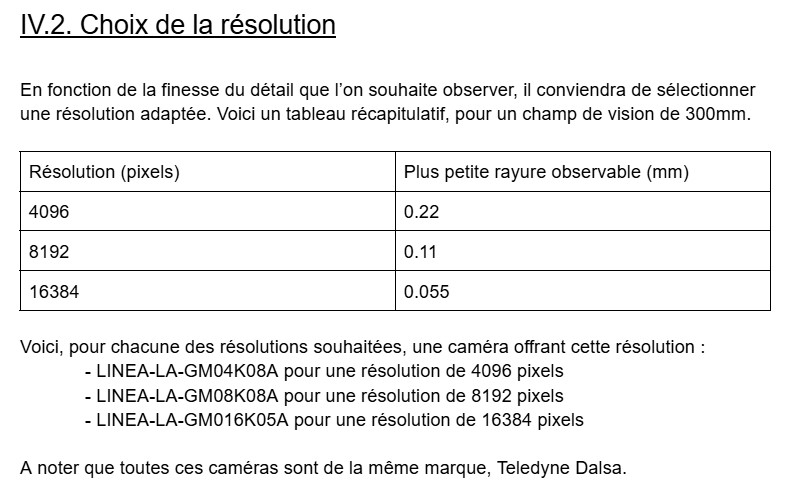 IV.2. Choix de la résolution
En fonction de la finesse du détail que l'on souhaite observer, il conviendra de sélectionner
une résolution adaptée. Voici un tableau récapitulatif, pour un champ de vision de 300mm.
Résolution (pixels) Plus petite rayure observable (mm)
4096 0.22
8192 0.11
16384 0.055
Voici, pour chacune des résolutions souhaitées, une caméra offrant cette résolution :
- LINEA-LA-GM04K08A pour une résolution de 4096 pixels
- LINEA-LA-GM08K08A pour une résolution de 8192 pixels
- LINEA-LA-GM016K05A pour une résolution de 16384 pixels
A noter que toutes ces caméras sont de la même marque, Teledyne Dalsa.